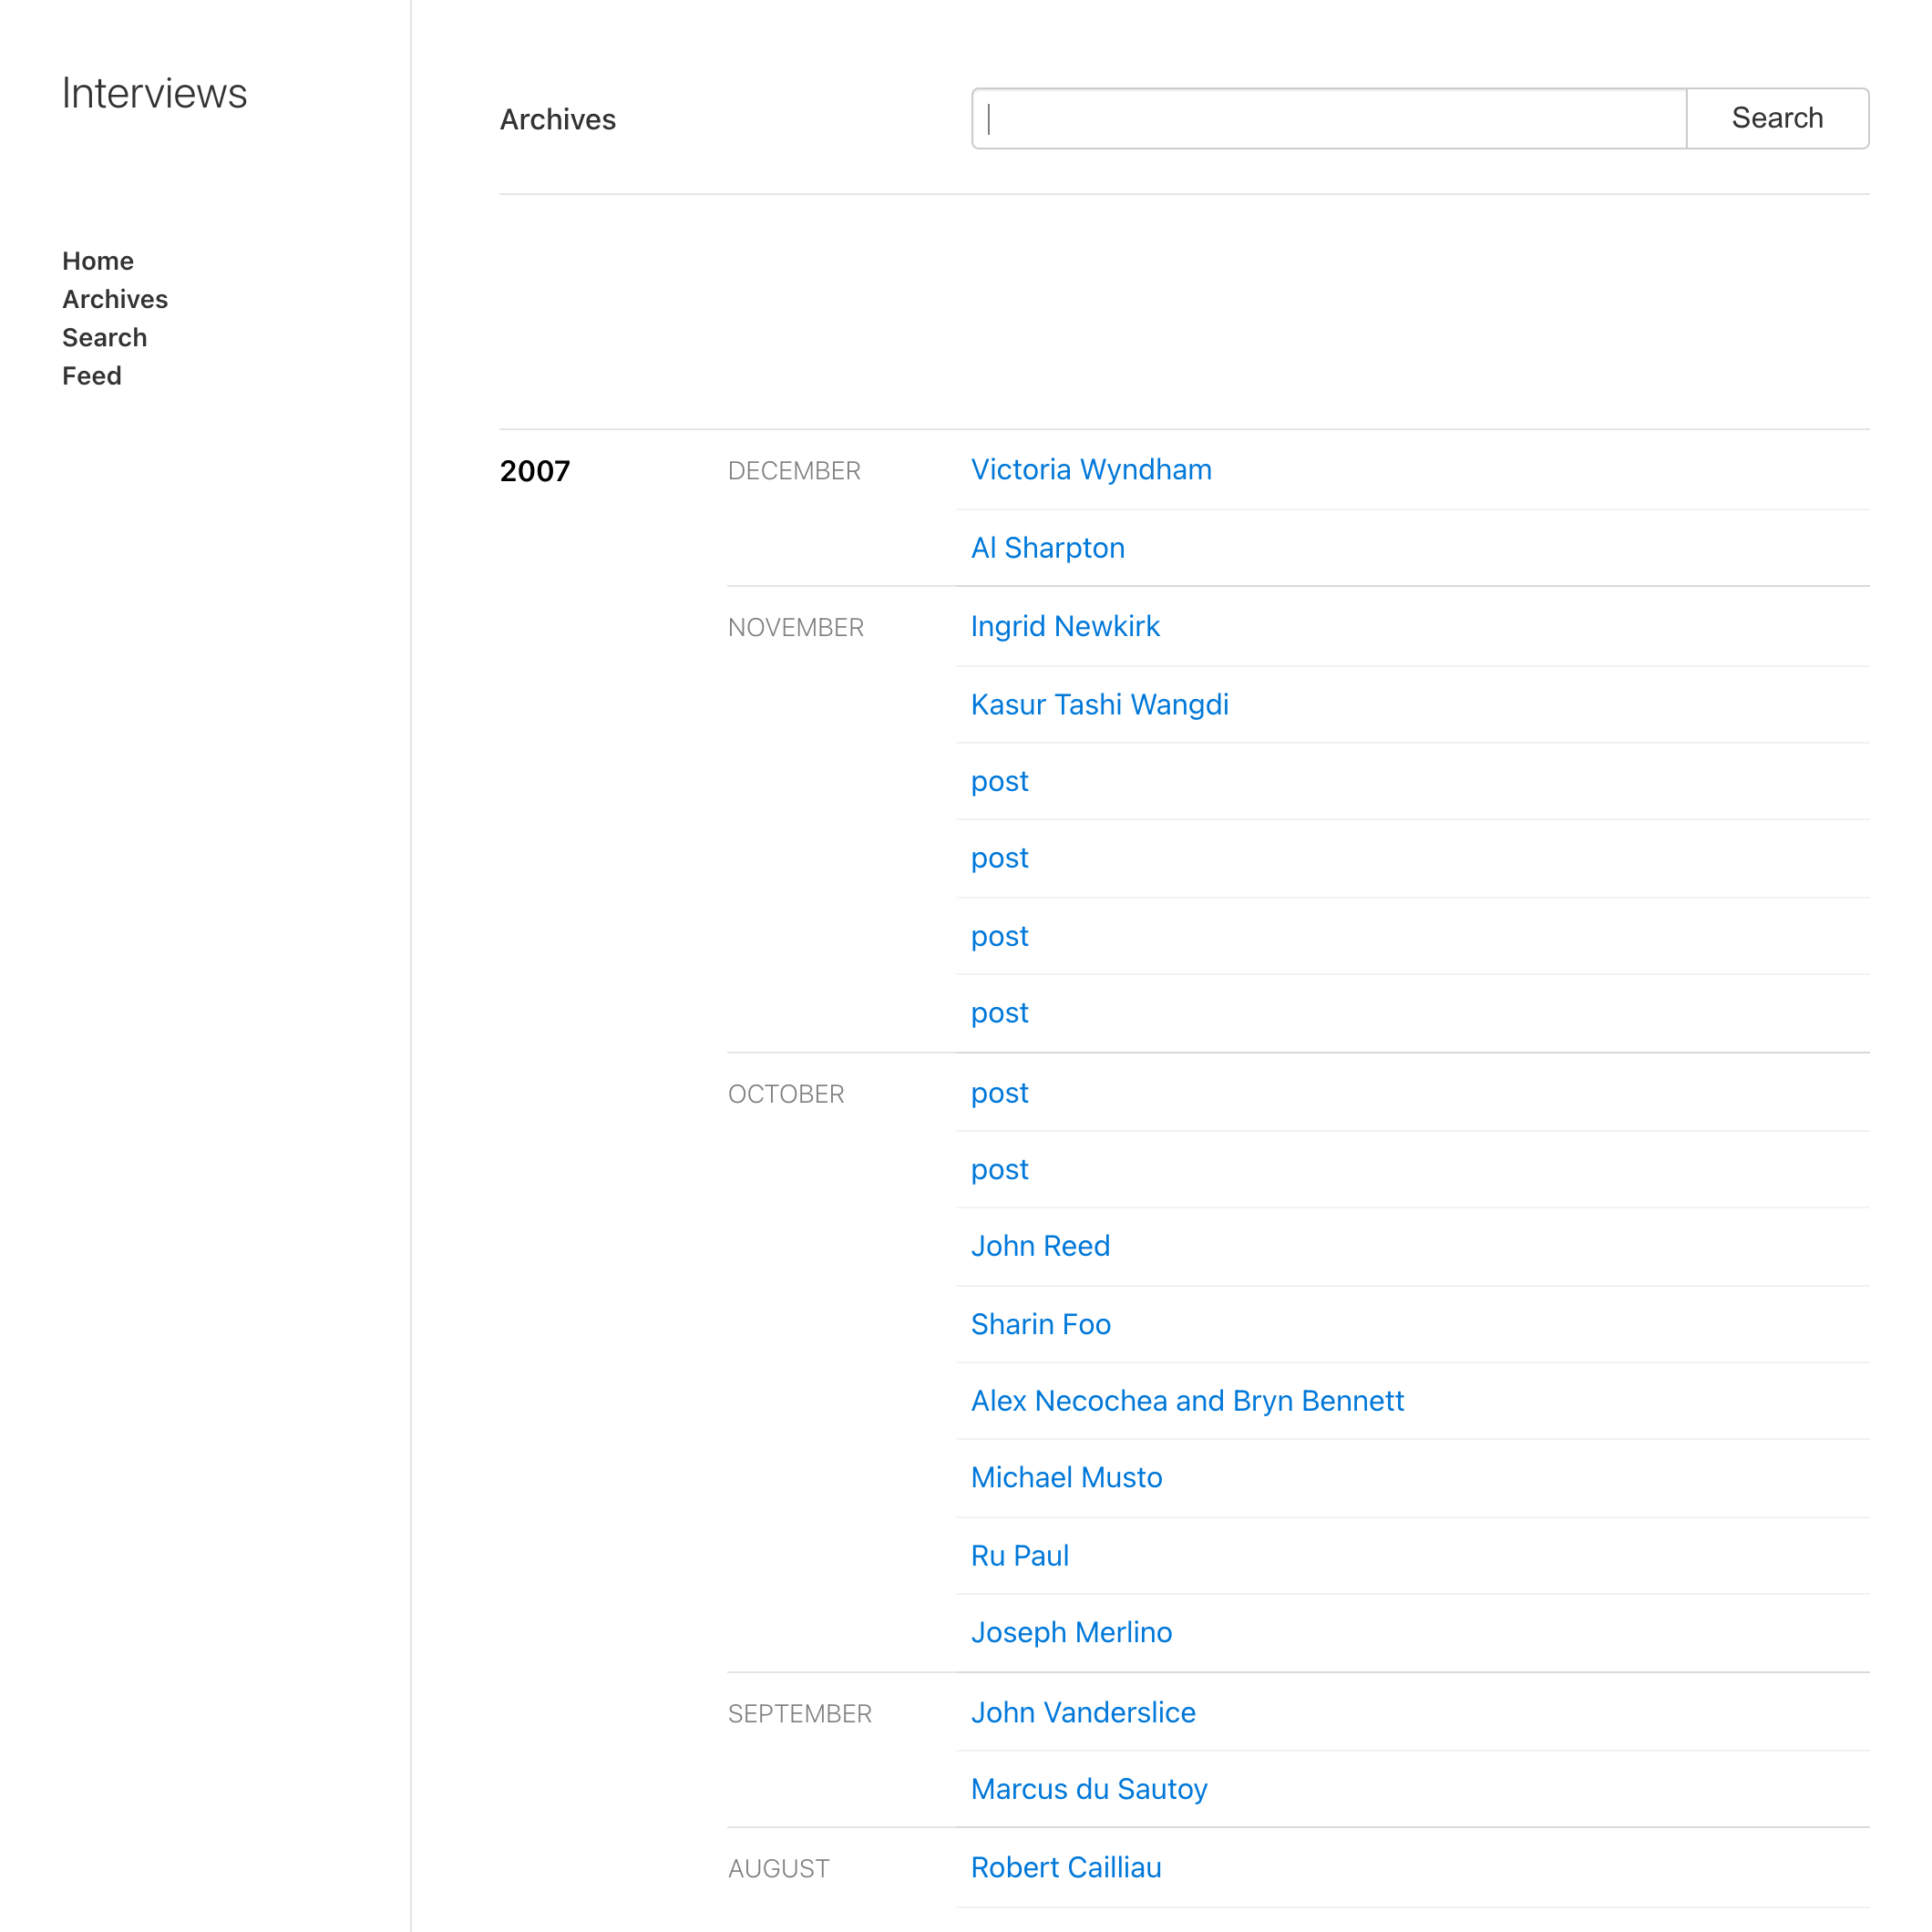 Interviews
Home
Archives
Search
Feed
Archives
Search
2007
DECEMBER
Victoria Wyndham
Al Sharpton
NOVEMBER
Ingrid Newkirk
Kasur Tashi Wangdi
post
post
post
post
OCTOBER
post
post
John Reed
Sharin Foo
Alex Necochea and Bryn Bennett
Michael Musto
Ru Paul
Joseph Merlino
SEPTEMBER
John Vanderslice
Marcus du Sautoy
AUGUST
Robert Cailliau